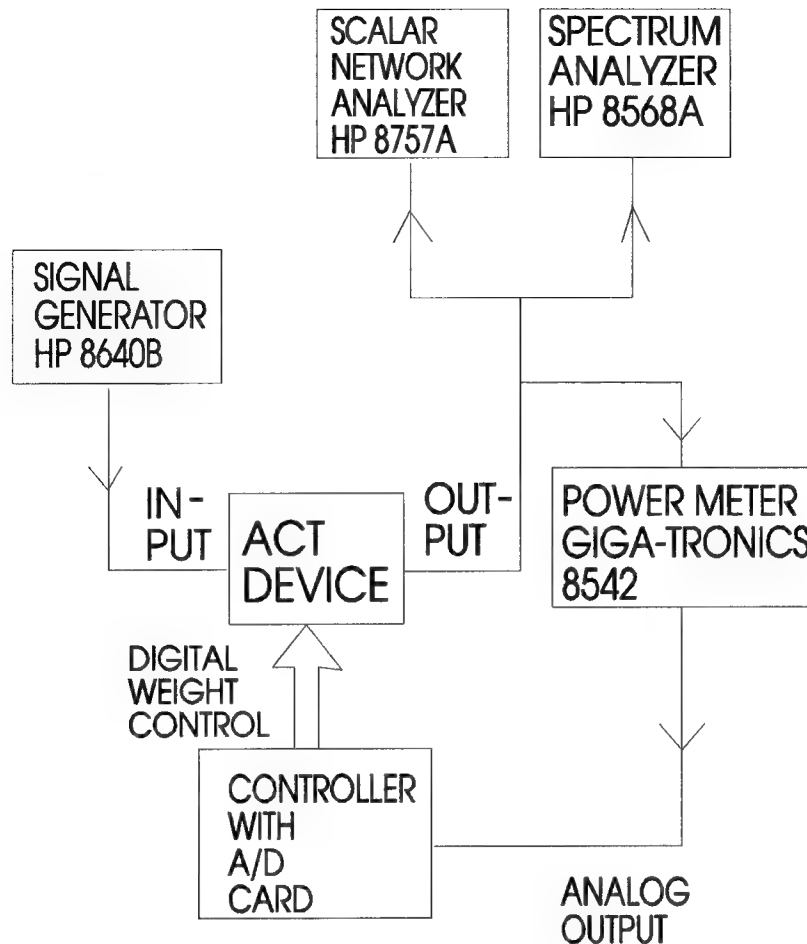 SCALAR
NETWORK
ANALYZER
HP 8757A
SPECTRUM
ANALYZER
HP 8568A
SIGNAL
GENERATOR
HP 8640B
IN-
PUT
ACT
DEVICE
OUT-
PUT
POWER METER
GIGA-TRONICS
8542
DIGITAL
WEIGHT
CONTROL
CONTROLLER
WITH
A/D
CARD
ANALOG
OUTPUT